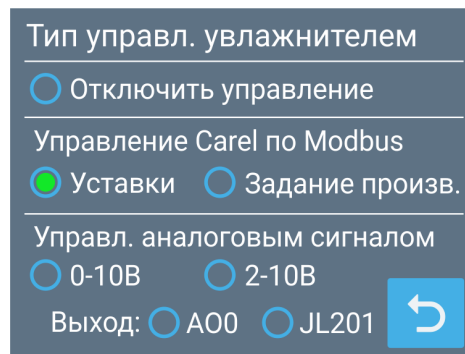 Тип управл. увлажнителем
Отключить управление
Управление Carel по Modbus
Уставки Задание произв.
Управл. аналоговым сигналом
0-10В 2-10В
Выход: AO0 JL201